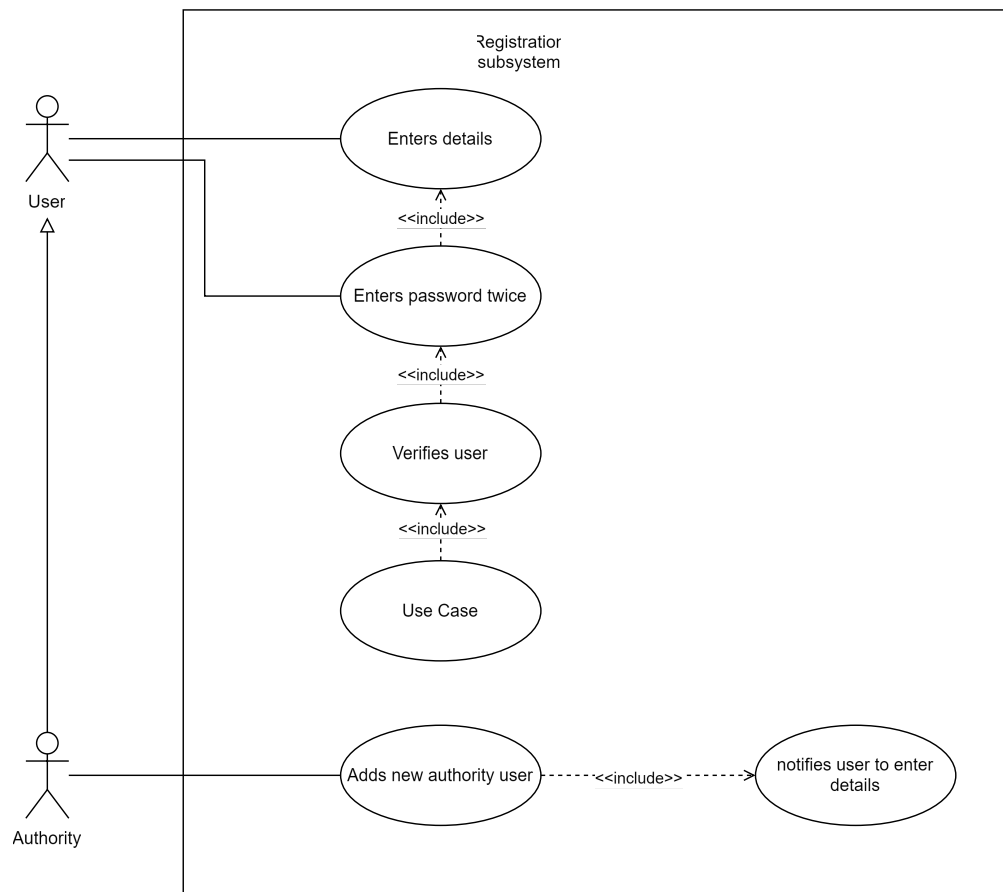 Registration
subsystem
Enters details
User
<<include>>
Enters password twice
<<include>>
Verifies user
<<include>>
Use Case
Adds new authority user
<<include>>
notifies user to enter
details
Authority